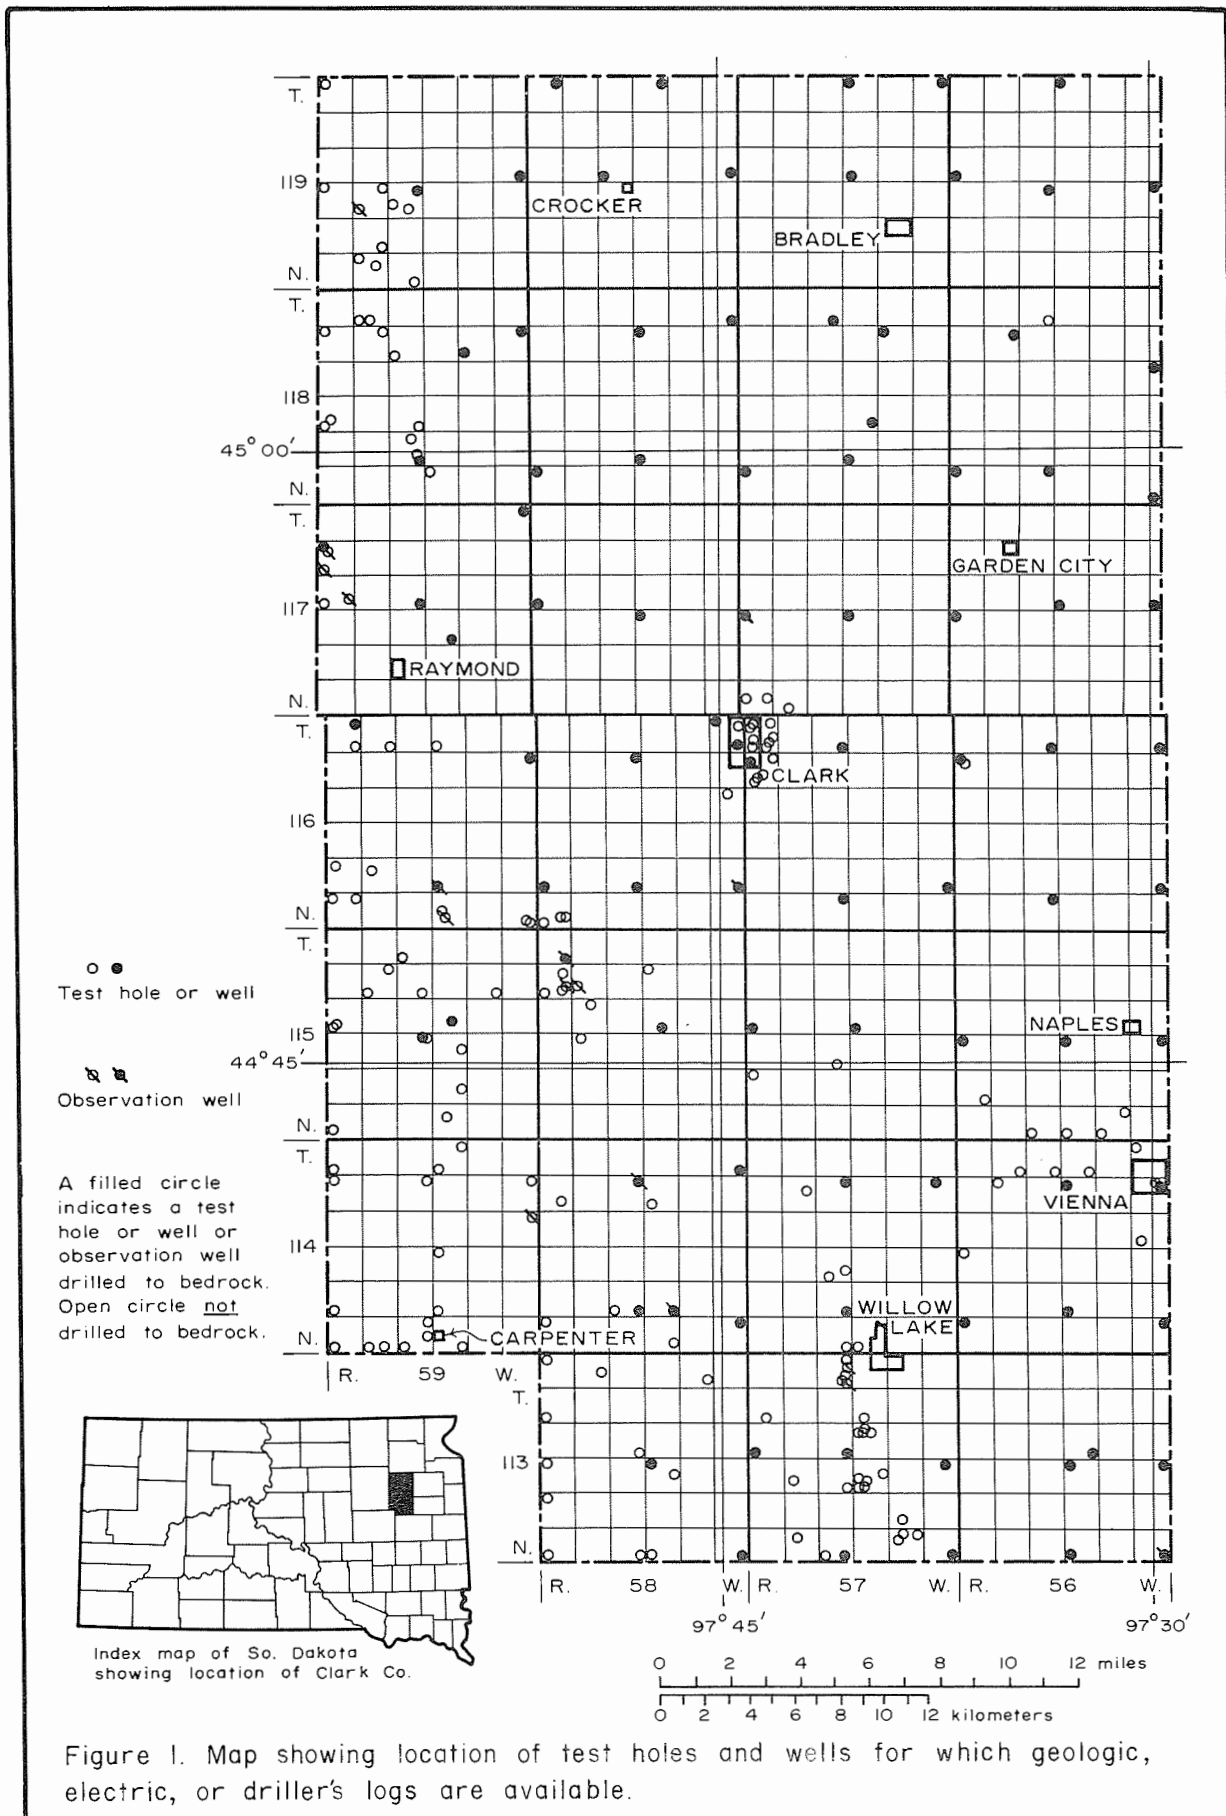 T.
119
CROCKER
BRADLEY
N.
T.
118
45° 00'
N.
T.
GARDEN CITY
117
RAYMOND
N.
T.
CLARK
116
N.
T.
Test hole or well
NAPLES
115
44° 45'
Observation well
N.
T.
A filled circle
indicates a test
hole or well or
observation well
drilled to bedrock.
Open circle not
drilled to bedrock.
VIENNA
114
WILLOW
LAKE
CARPENTER
N.
R. 59 W.
T.
113
N.
R. 58 W. R. 57 W. R. 56 W.
97° 45' 97° 30'
Index map of So. Dakota
showing location of Clark Co.
0 2 4 6 8 10 12 miles
0 2 4 6 8 10 12 kilometers
Figure 1. Map showing location of test holes and wells for which geologic,
electric, or driller's logs are available.